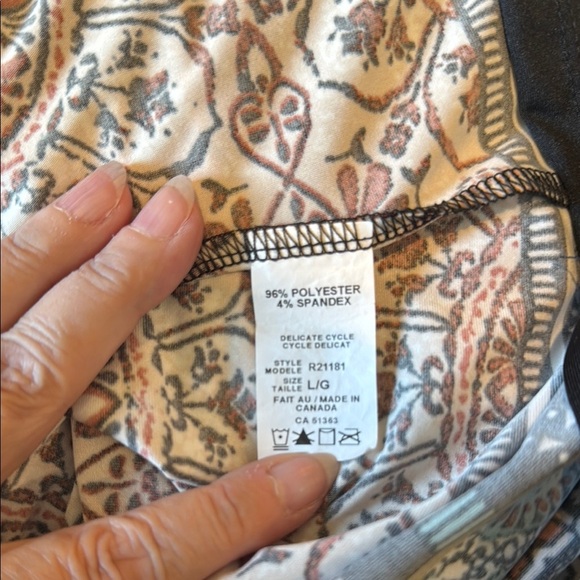 96% POLYESTER
4% SPANDEX
DELICATE CYCLE
CYCLE DELICAT
STYLE
MODELE R21181
SIZE
TAILLE L/G
FAIT AU / MADE IN
CANADA
CA 51363